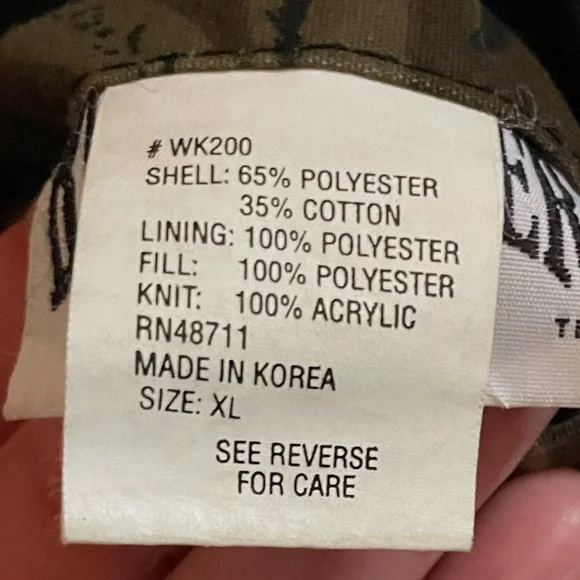 # WK200
SHELL: 65% POLYESTER
35% COTTON
LINING: 100% POLYESTER
FILL: 100% POLYESTER
KNIT: 100% ACRYLIC
RN48711
MADE IN KOREA
SIZE: XL
SEE REVERSE
FOR CARE